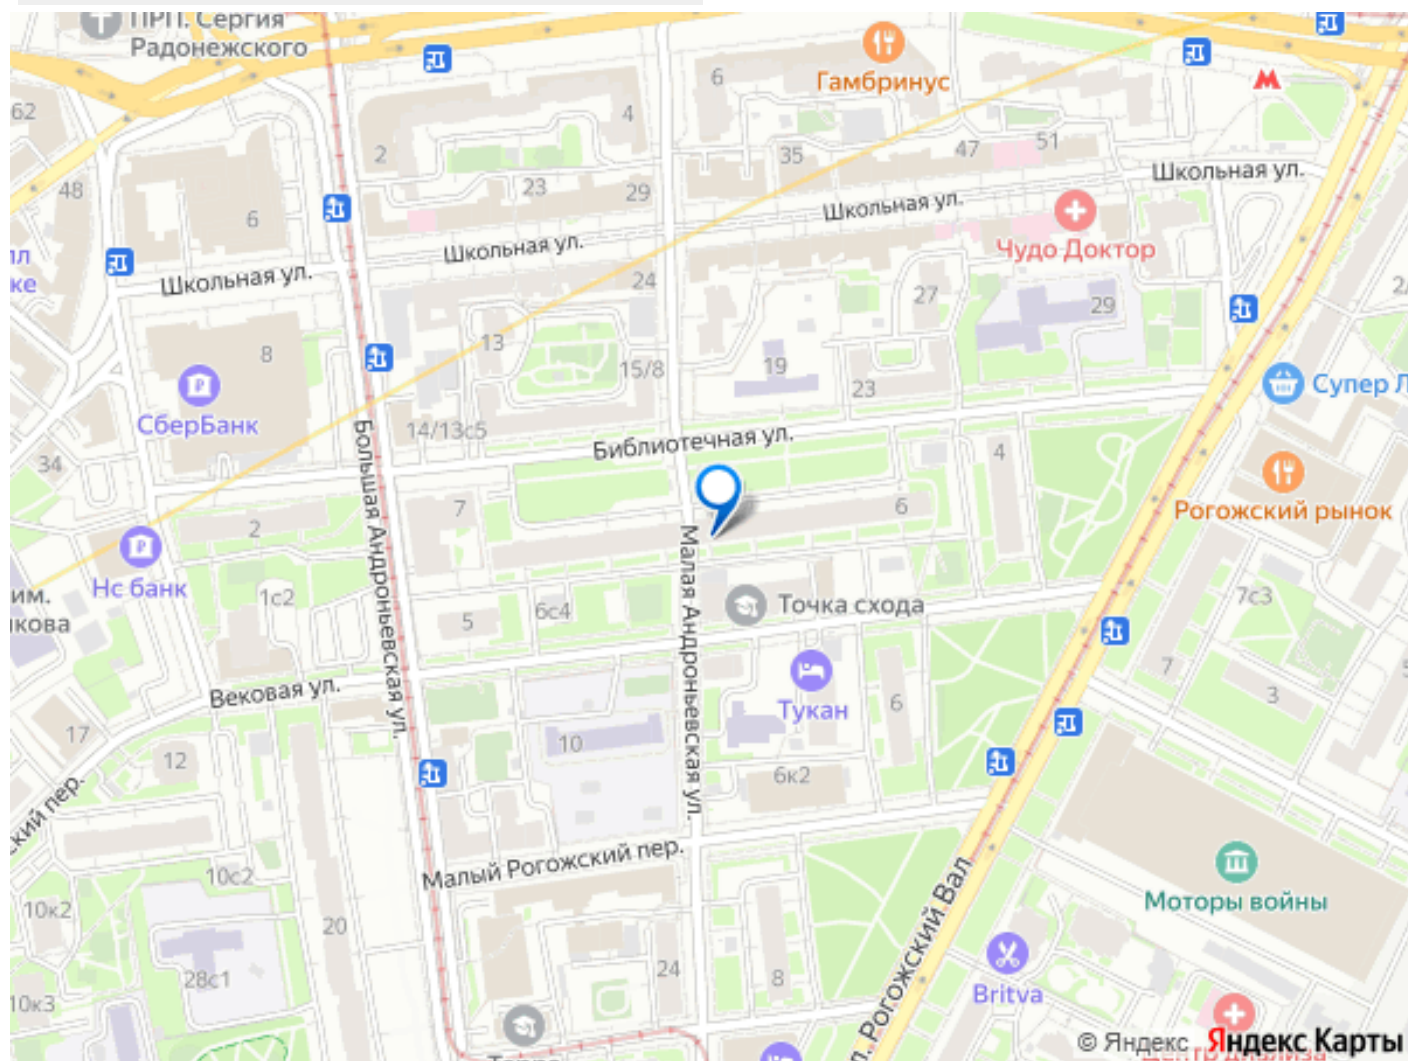 ПРП. Сергия
Радонежского
Гамбринус
62
6
4
2
35
47
51
Школьная ул.
48
23
29
6
Школьная ул.
Чудо Доктор
Школьная ул.
Школьная ул.
24
27
29
13
8
15/8
19
23
СберБанк
14/13с5
Супер Л
Библиотечная ул.
34
4
Большая Андроньевская ул.
7
6
Рогожский рынок
2
Малая Андроньевская ул.
Нс банк
1с2
6с4
5
Точка схода
7с3
им.
Вековая ул.
Тукан
6
7
3
17
10
12
6к2
Малый Рогожский пер.
10с2
Моторы войны
10к2
20
24
28с1
8
Рогожский Вал
Britva
10к3
© Яндекс Яндекс Карты